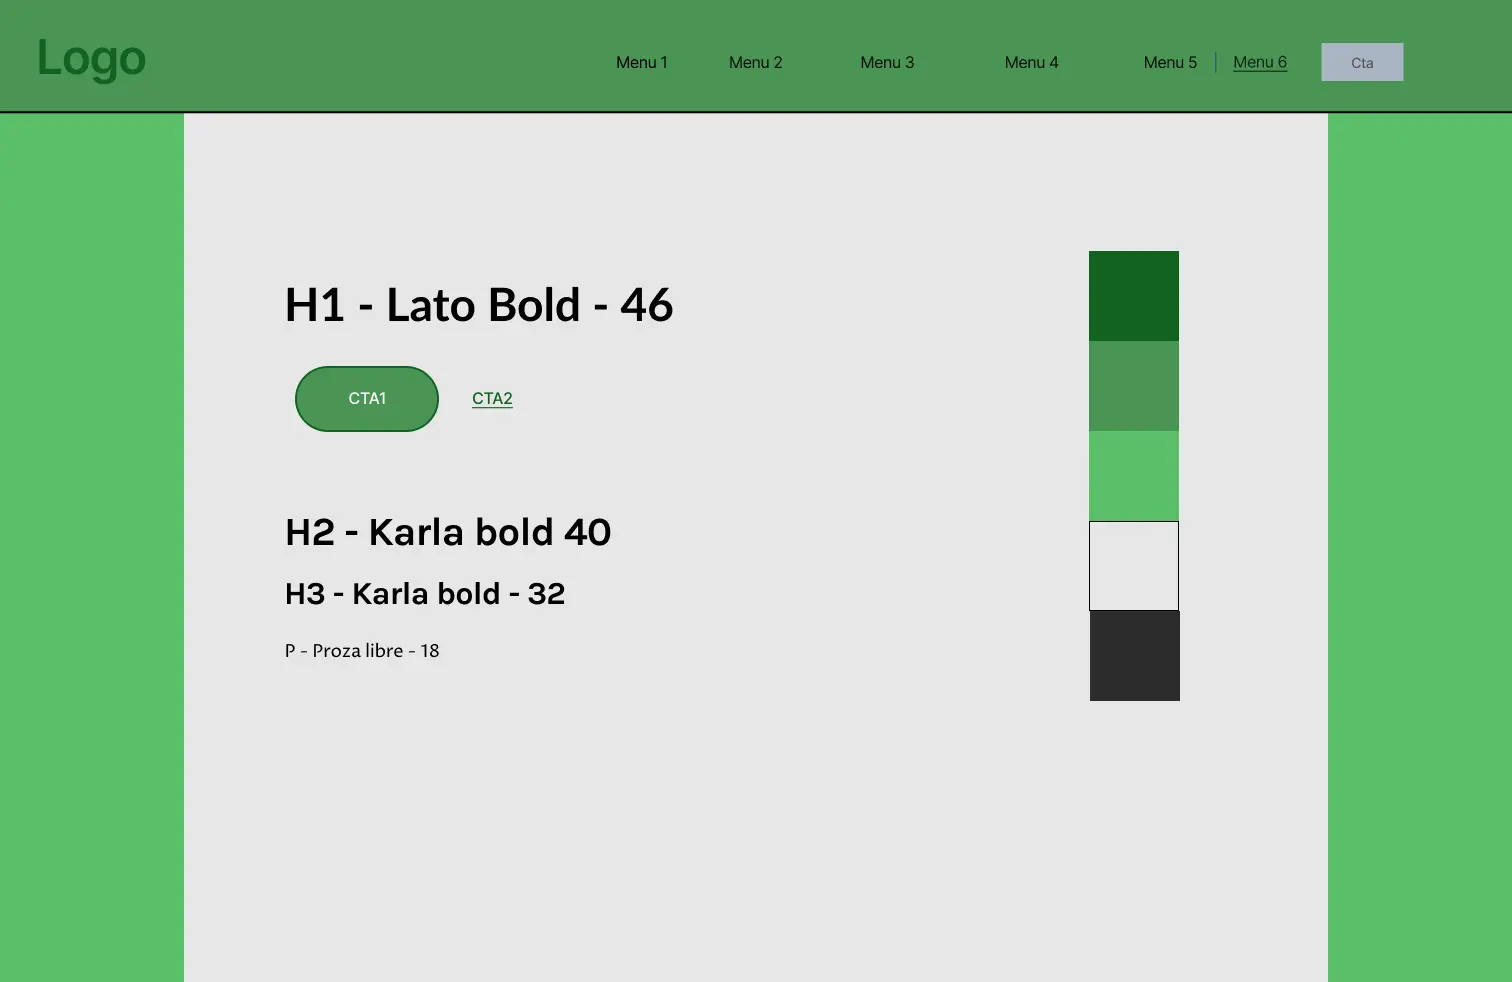 Logo
Menu 1 Menu 2 Menu 3 Menu 4 Menu 5 Menu 6 Cta
H1 - Lato Bold - 46
CTA1 CTA2
H2 - Karla bold 40
H3 - Karla bold - 32
P - Proza libre - 18